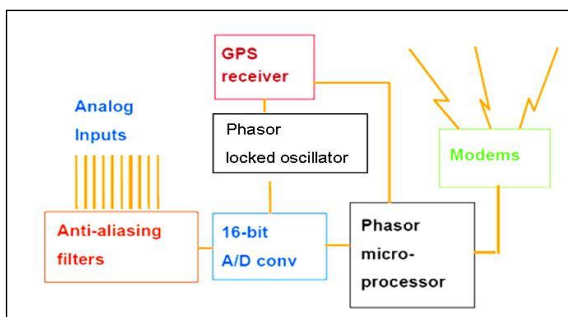 GPS
receiver
Analog
Inputs
Phasor
locked oscillator
Modems
Anti-aliasing
filters
16-bit
A/D conv
Phasor
micro-
processor